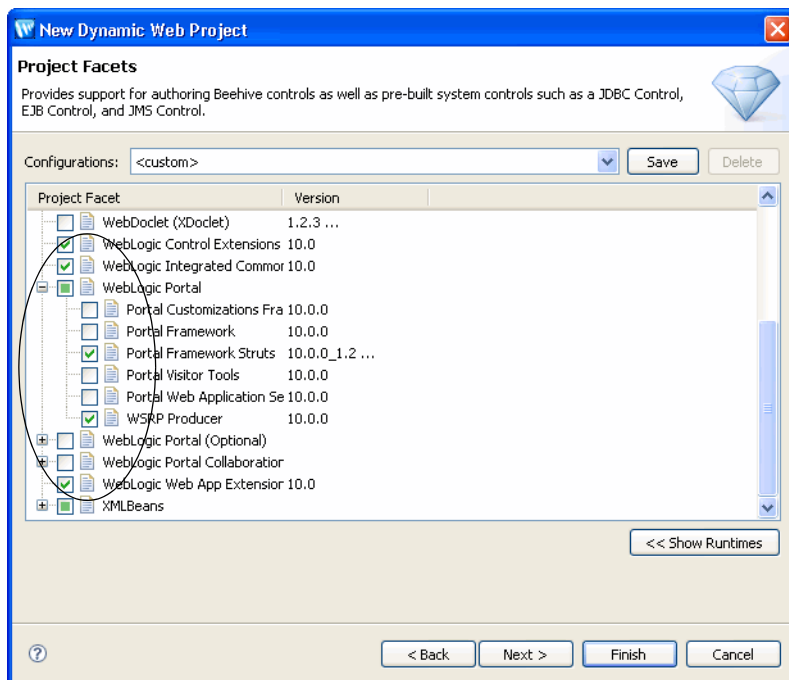 New Dynamic Web Project
Project Facets
Provides support for authoring Beehive controls as well as pre-built system controls such as a JDBC Control,
EJB Control, and JMS Control.
Configurations: <custom> Save Delete
Project Facet Version
WebDoclet (XDoclet) 1.2.3 ...
WebLogic Control Extensions 10.0
WebLogic Integrated Common 10.0
WebLogic Portal
Portal Customizations Fra 10.0.0
Portal Framework 10.0.0
Portal Framework Struts 10.0.0_1.2 ...
Portal Visitor Tools 10.0.0
Portal Web Application Se 10.0.0
WSRP Producer 10.0.0
WebLogic Portal (Optional)
WebLogic Portal Collaboration
WebLogic Web App Extension 10.0
XMLBeans
<< Show Runtimes
?
< Back Next > Finish Cancel